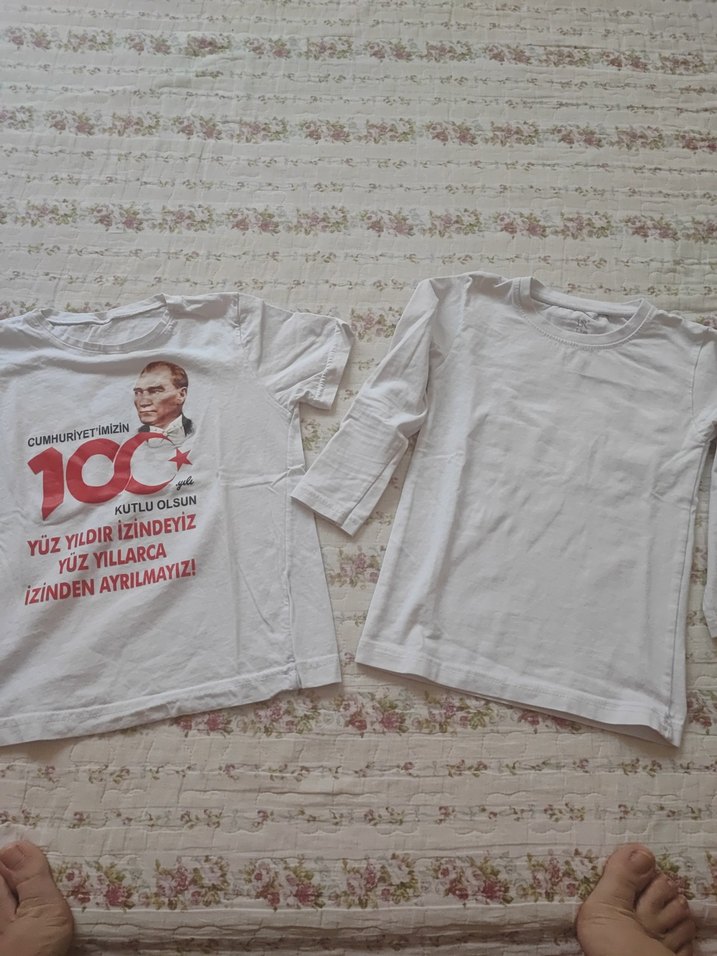 CUMHURİYET'İMİZİN
100
yılı
KUTLU OLSUN
YÜZ YILDIR İZİNDEYİZ
YÜZ YILLARCA
İZİNDEN AYRILMAYIZ!